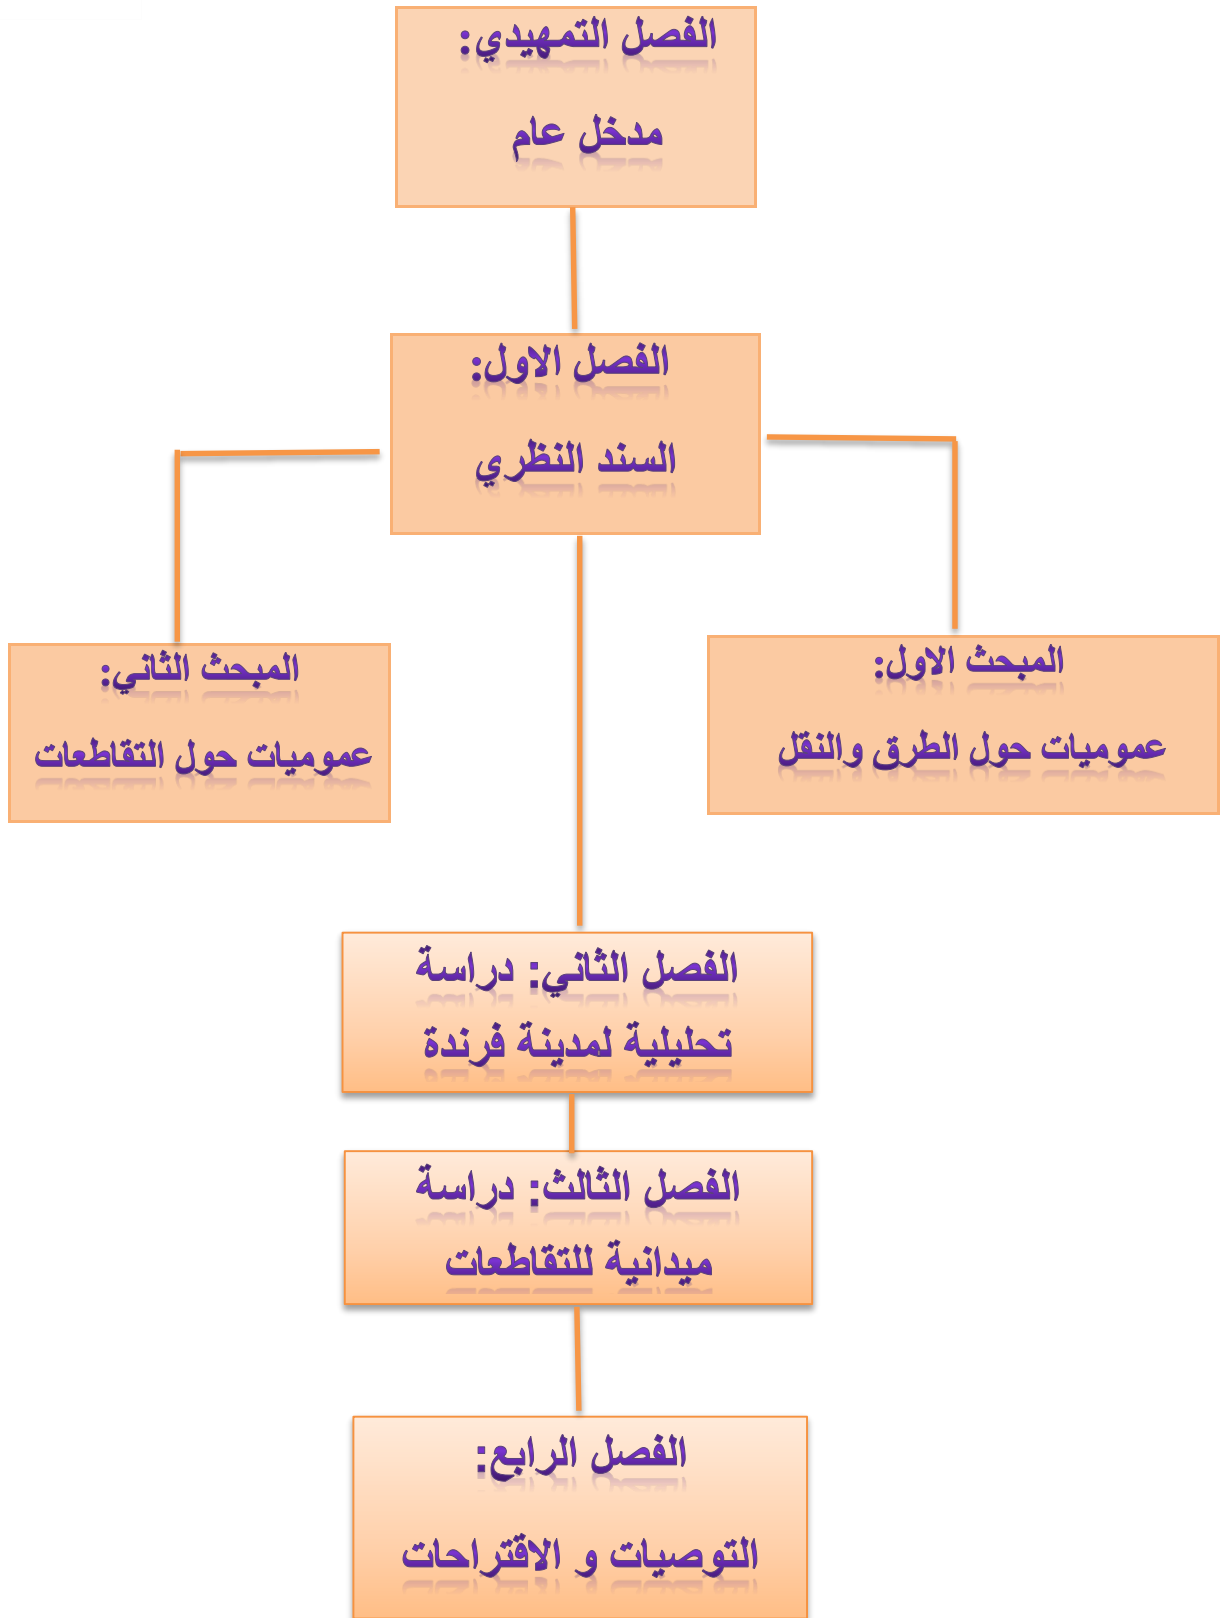 الفصل التمهيدي:
مدخل عام
الفصل الاول:
السند النظري
المبحث الاول:
عموميات حول الطرق والنقل
المبحث الثاني:
عموميات حول التقاطعات
الفصل الثاني: دراسة
تحليلية لمدينة فرندة
الفصل الثالث: دراسة
ميدانية للتقاطعات
الفصل الرابع:
التوصيات و الاقتراحات